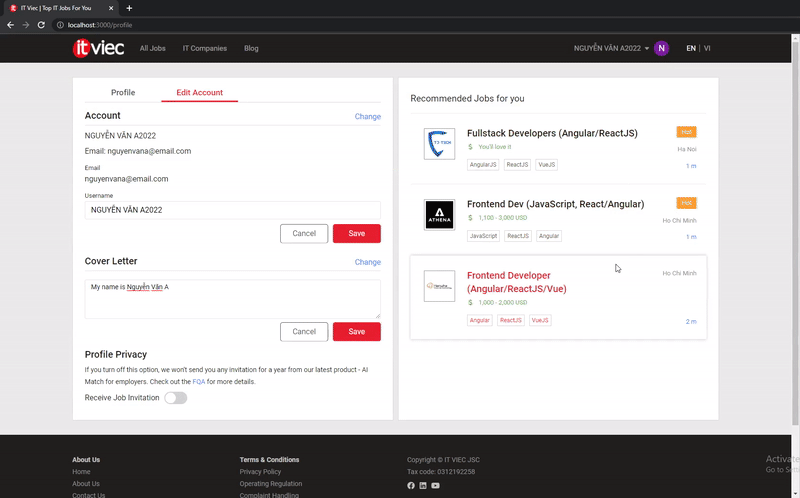 IT Viec | Top IT Jobs For You
localhost:3000/profile
it viec
All Jobs
IT Companies
Blog
NGUYỄN VĂN A2022
N
EN | VI
Profile
Edit Account
Account
Change
NGUYỄN VĂN A2022
Email: nguyenvana@email.com
Email
nguyenvana@email.com
Username
NGUYỄN VĂN A2022
Cancel
Save
Cover Letter
Change
My name is Nguyễn Văn A
Cancel
Save
Profile Privacy
If you turn off this option, we won't send you any invitation for a year from our latest product - AI
Match for employers. Check out the FQA for more details.
Receive Job Invitation
Recommended Jobs for you
Fullstack Developers (Angular/ReactJS)
Hot
$ You'll love it
Ha Noi
AngularJS
ReactJS
VueJS
1 m
ATHENA
Frontend Dev (JavaScript, React/Angular)
Hot
$ 1,100 - 3,000 USD
Ho Chi Minh
JavaScript
ReactJS
Angular
1 m
Frontend Developer
(Angular/ReactJS/Vue)
Ho Chi Minh
$ 1,000 - 2,000 USD
Angular
ReactJS
VueJS
2 m
About Us
Home
About Us
Contact Us
Terms & Conditions
Privacy Policy
Operating Regulation
Complaint Handling
Copyright © IT VIEC JSC
Tax code: 0312192258
Activate
Go to